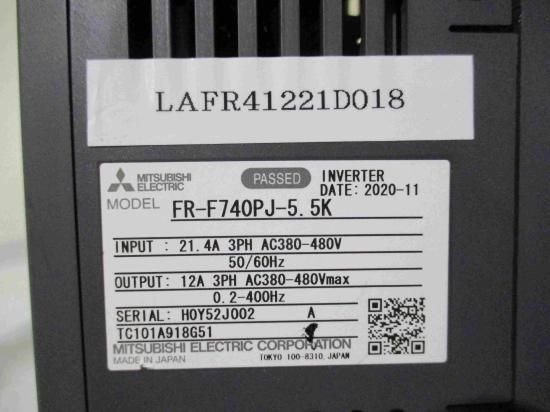 LAFR41221D018
MITSUBISHI ELECTRIC
PASSED
INVERTER
DATE: 2020-11
MODEL FR-F740PJ-5.5K
INPUT : 21.4A 3PH AC380-480V
50/60Hz
OUTPUT: 12A 3PH AC380-480Vmax
0.2-400Hz
SERIAL: H0Y52J002 A
TC101A918G51
MITSUBISHI ELECTRIC CORPORATION
MADE IN JAPAN TOKYO 100-8310, JAPAN